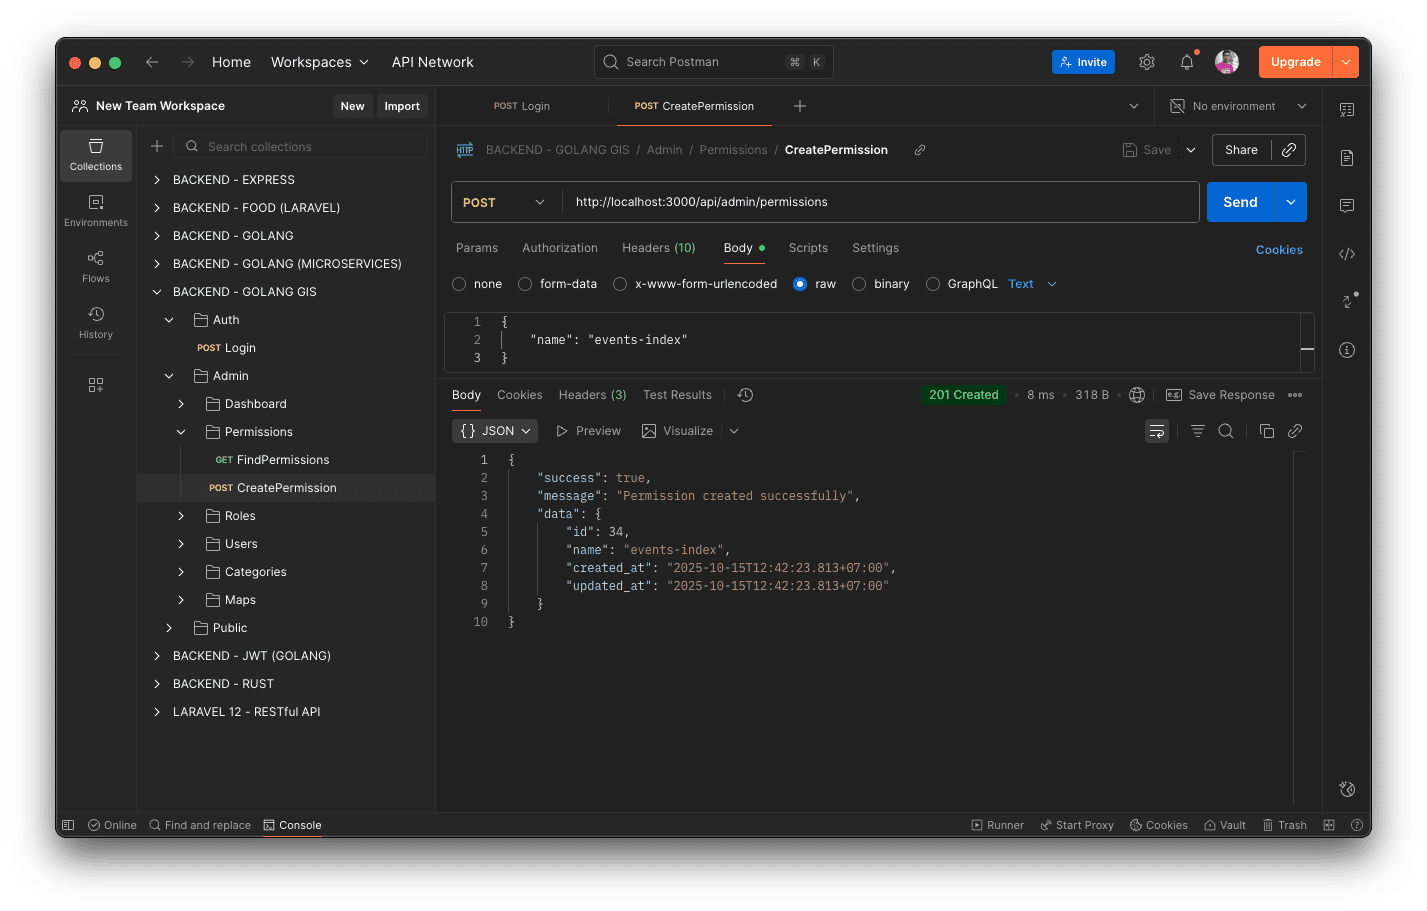 Home Workspaces API Network Search Postman ⌘ K Invite Upgrade
New Team Workspace New Import
POST Login POST CreatePermission No environment
Collections
Environments
Flows
History
Search collections
BACKEND - EXPRESS
BACKEND - FOOD (LARAVEL)
BACKEND - GOLANG
BACKEND - GOLANG (MICROSERVICES)
BACKEND - GOLANG GIS
Auth
POST Login
Admin
Dashboard
Permissions
GET FindPermissions
POST CreatePermission
Roles
Users
Categories
Maps
Public
BACKEND - JWT (GOLANG)
BACKEND - RUST
LARAVEL 12 - RESTful API
HTTP BACKEND - GOLANG GIS / Admin / Permissions / CreatePermission Save Share
POST http://localhost:3000/api/admin/permissions Send
Params Authorization Headers (10) Body Scripts Settings Cookies
none form-data x-www-form-urlencoded raw binary GraphQL Text
1 {
2 "name": "events-index"
3 }
Body Cookies Headers (3) Test Results 201 Created 8 ms 318 B e.g. Save Response
{} JSON Preview Visualize
1 {
2 "success": true,
3 "message": "Permission created successfully",
4 "data": {
5 "id": 34,
6 "name": "events-index",
7 "created_at": "2025-10-15T12:42:23.813+07:00",
8 "updated_at": "2025-10-15T12:42:23.813+07:00"
9 }
10 }
Online Find and replace Console Runner Start Proxy Cookies Vault Trash